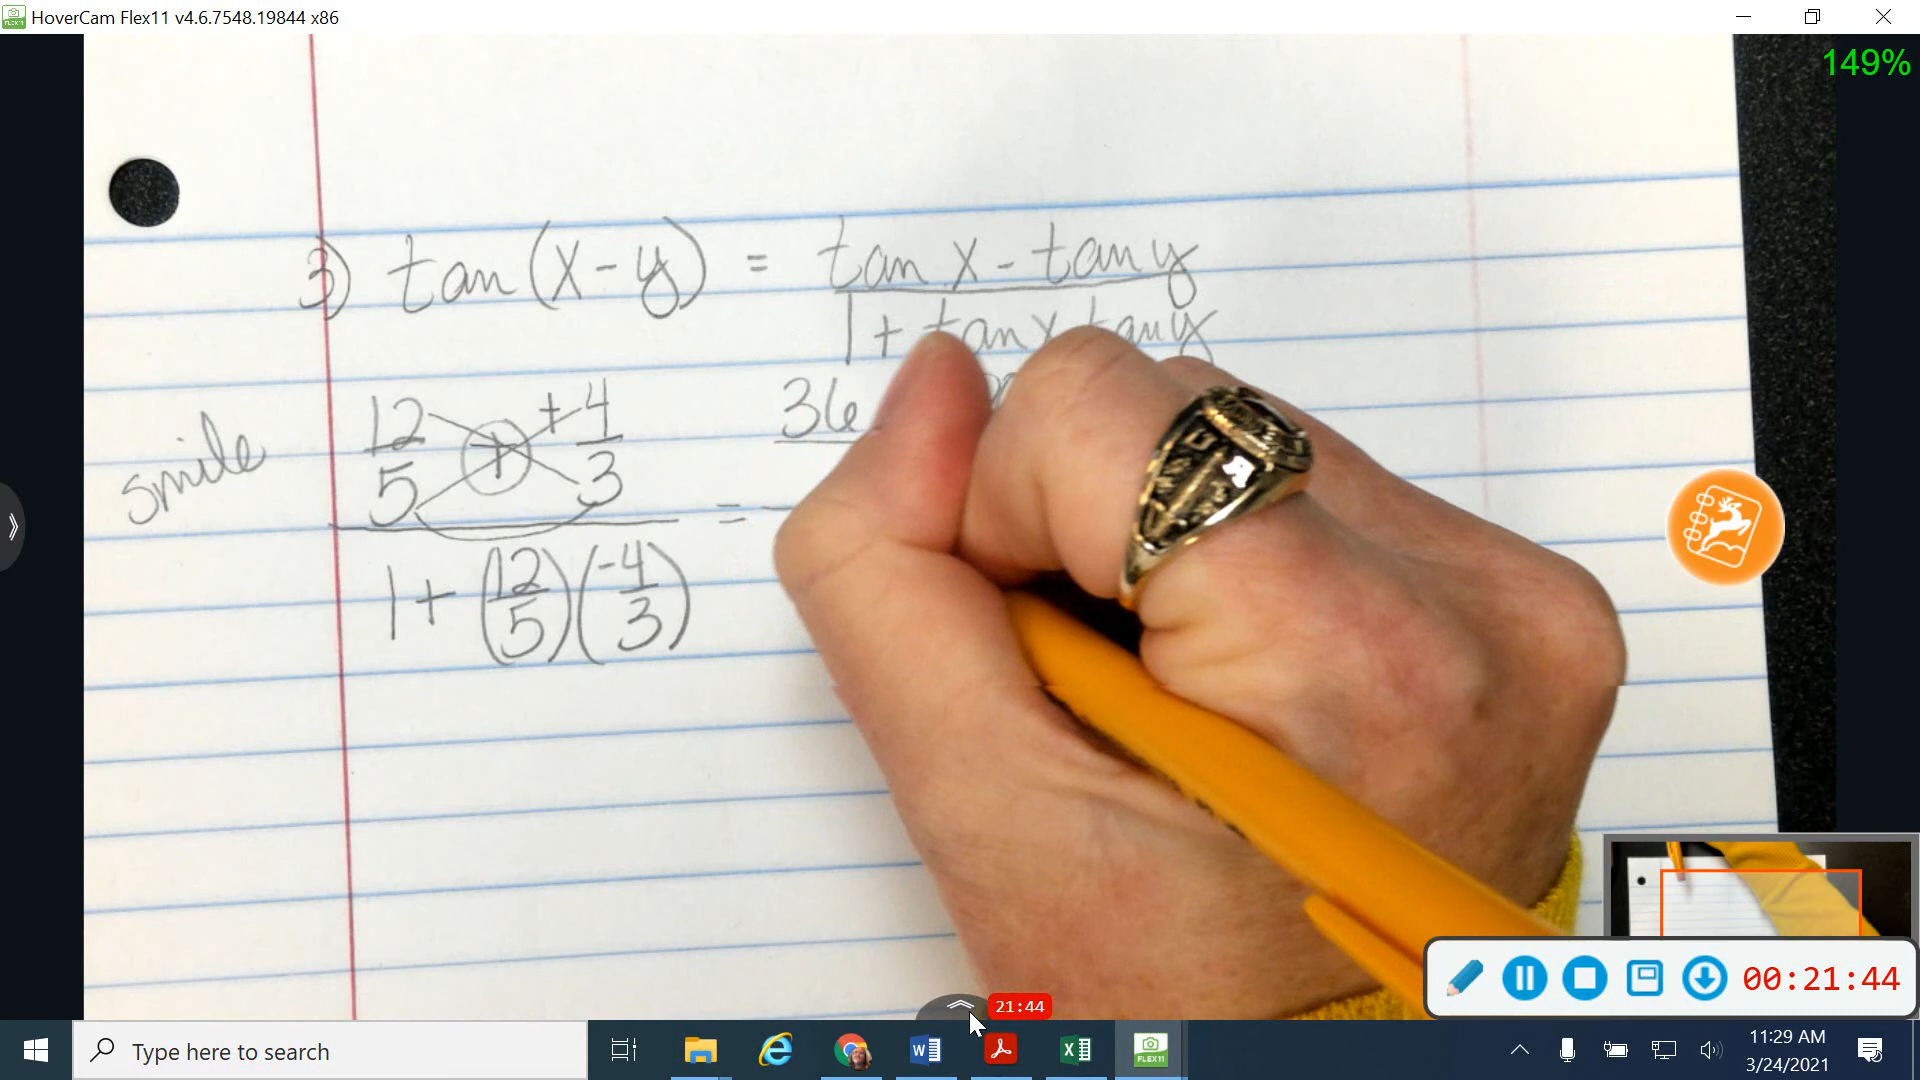 HoverCam Flex11 v4.6.7548.19844 x86
149%
3) tan (x - y) = tan x - tan y
1 + tan x tan y
smile
12 + 4
5 + 3
36
=
1 + (12/5)(-4/3)
00:21:44
21:44
Type here to search
FLEX11
11:29 AM
3/24/2021